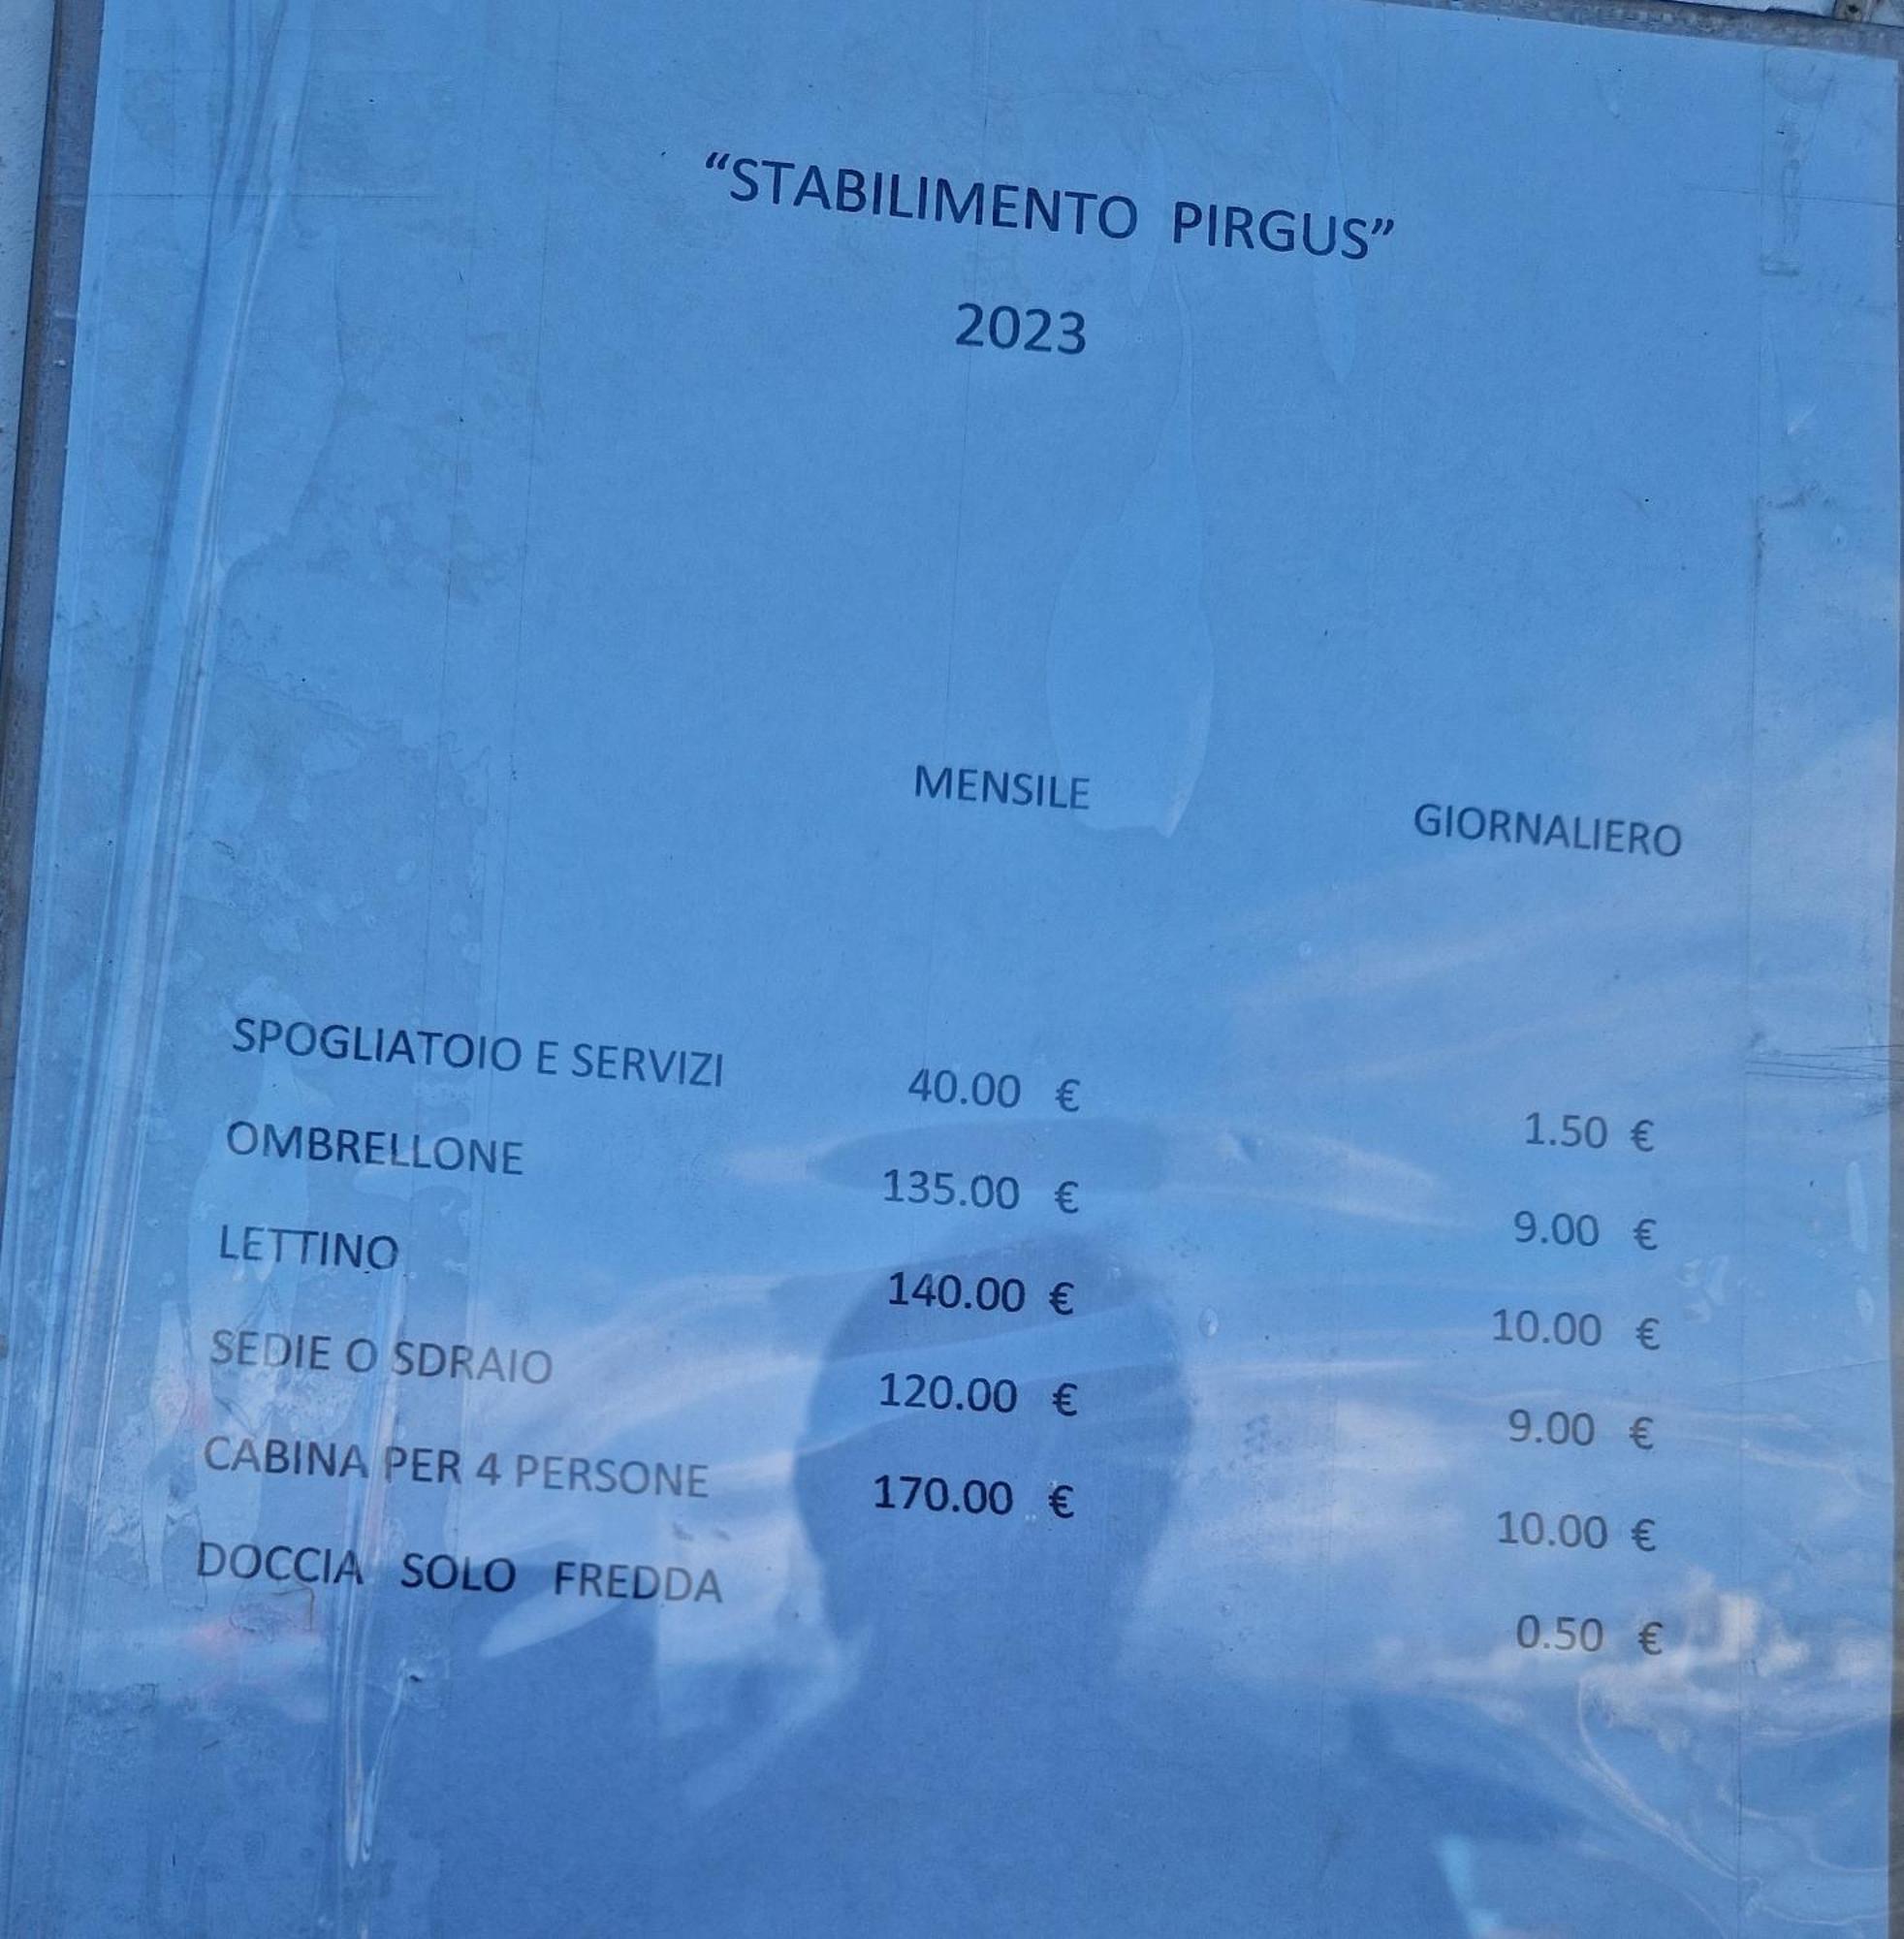 “STABILIMENTO PIRGUS”
2023
MENSILE GIORNALIERO
SPOGLIATOIO E SERVIZI 40.00 € 1.50 €
OMBRELLONE 135.00 € 9.00 €
LETTINO 140.00 € 10.00 €
SEDIE O SDRAIO 120.00 € 9.00 €
CABINA PER 4 PERSONE 170.00 € 10.00 €
DOCCIA SOLO FREDDA 0.50 €